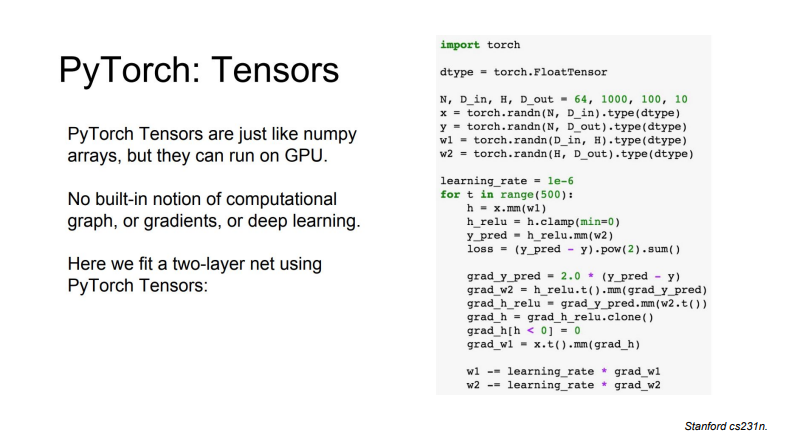 PyTorch: Tensors
PyTorch Tensors are just like numpy
arrays, but they can run on GPU.
No built-in notion of computational
graph, or gradients, or deep learning.
Here we fit a two-layer net using
PyTorch Tensors:
import torch
dtype = torch.FloatTensor
N, D_in, H, D_out = 64, 1000, 100, 10
x = torch.randn(N, D_in).type(dtype)
y = torch.randn(N, D_out).type(dtype)
w1 = torch.randn(D_in, H).type(dtype)
w2 = torch.randn(H, D_out).type(dtype)
learning_rate = 1e-6
for t in range(500):
    h = x.mm(w1)
    h_relu = h.clamp(min=0)
    y_pred = h_relu.mm(w2)
    loss = (y_pred - y).pow(2).sum()
    grad_y_pred = 2.0 * (y_pred - y)
    grad_w2 = h_relu.t().mm(grad_y_pred)
    grad_h_relu = grad_y_pred.mm(w2.t())
    grad_h = grad_h_relu.clone()
    grad_h[h < 0] = 0
    grad_w1 = x.t().mm(grad_h)
    w1 -= learning_rate * grad_w1
    w2 -= learning_rate * grad_w2
Stanford cs231n.